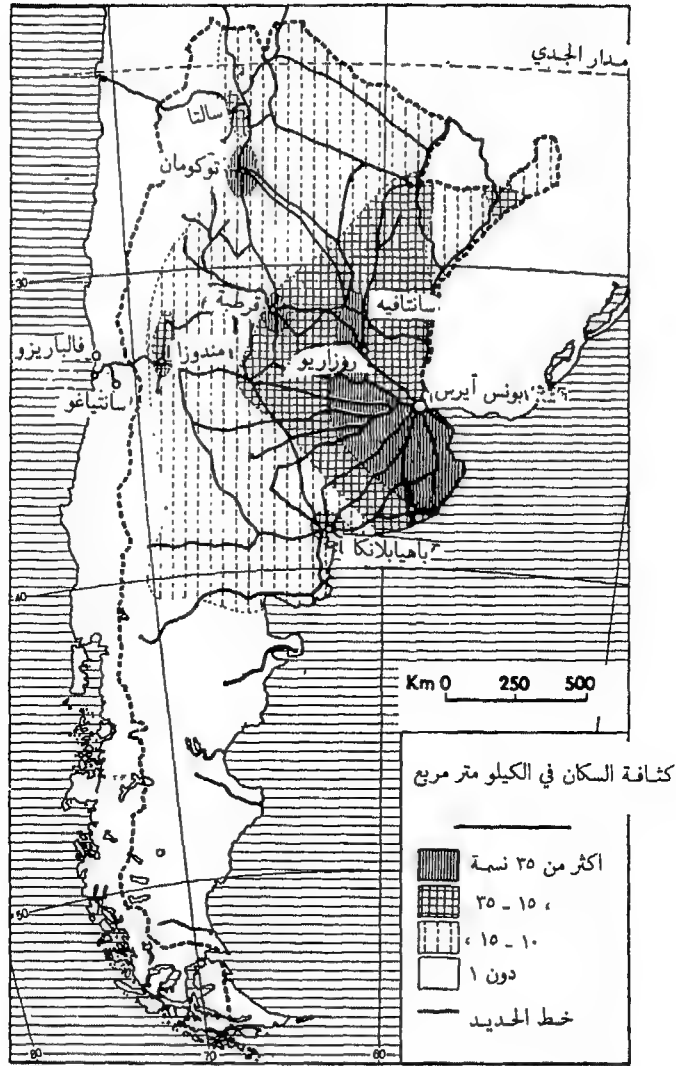 مدار الجدي
سالتا
توكومان
30
قرطبة
سانتافيه
فالباريزو
مندوزا
روزاريو
سانتياغو
بونس أيرس
باهيابلانكا
40
Km 0 250 500
كثافة السكان في الكيلو متر مربع
اكثر من ٣٥ نسمة
١٥ - ٣٥
١٠ - ١٥
دون ١
خط الحديد
50
80 70 60